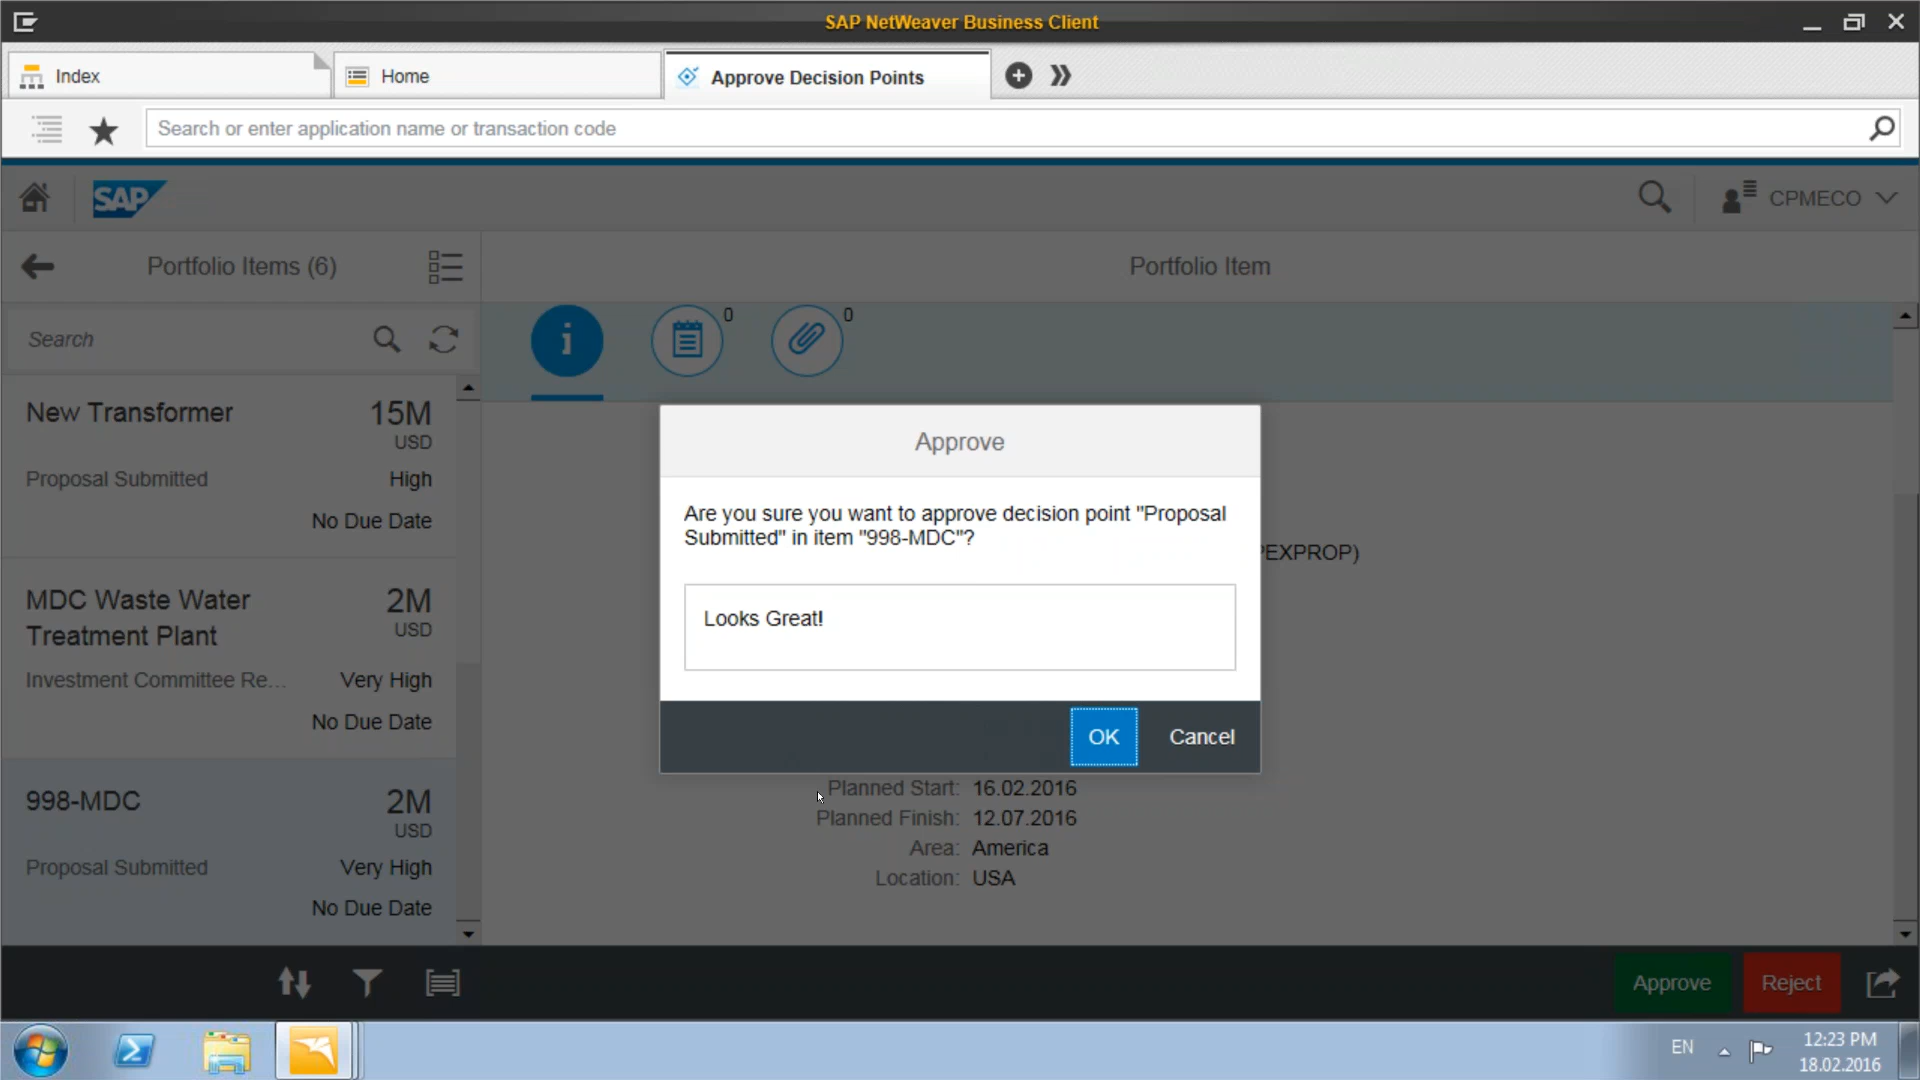 SAP NetWeaver Business Client
Index
Home
Approve Decision Points
Search or enter application name or transaction code
SAP
CPMECO
Portfolio Items (6)
Portfolio Item
Search
0
0
New Transformer
15M
USD
Proposal Submitted
High
No Due Date
MDC Waste Water
Treatment Plant
2M
USD
Investment Committee Re...
Very High
No Due Date
998-MDC
2M
USD
Proposal Submitted
Very High
No Due Date
Approve
Are you sure you want to approve decision point "Proposal
Submitted" in item "998-MDC"?
Looks Great!
OK
Cancel
PEXPROP)
Planned Start: 16.02.2016
Planned Finish: 12.07.2016
Area: America
Location: USA
Approve
Reject
EN
12:23 PM
18.02.2016